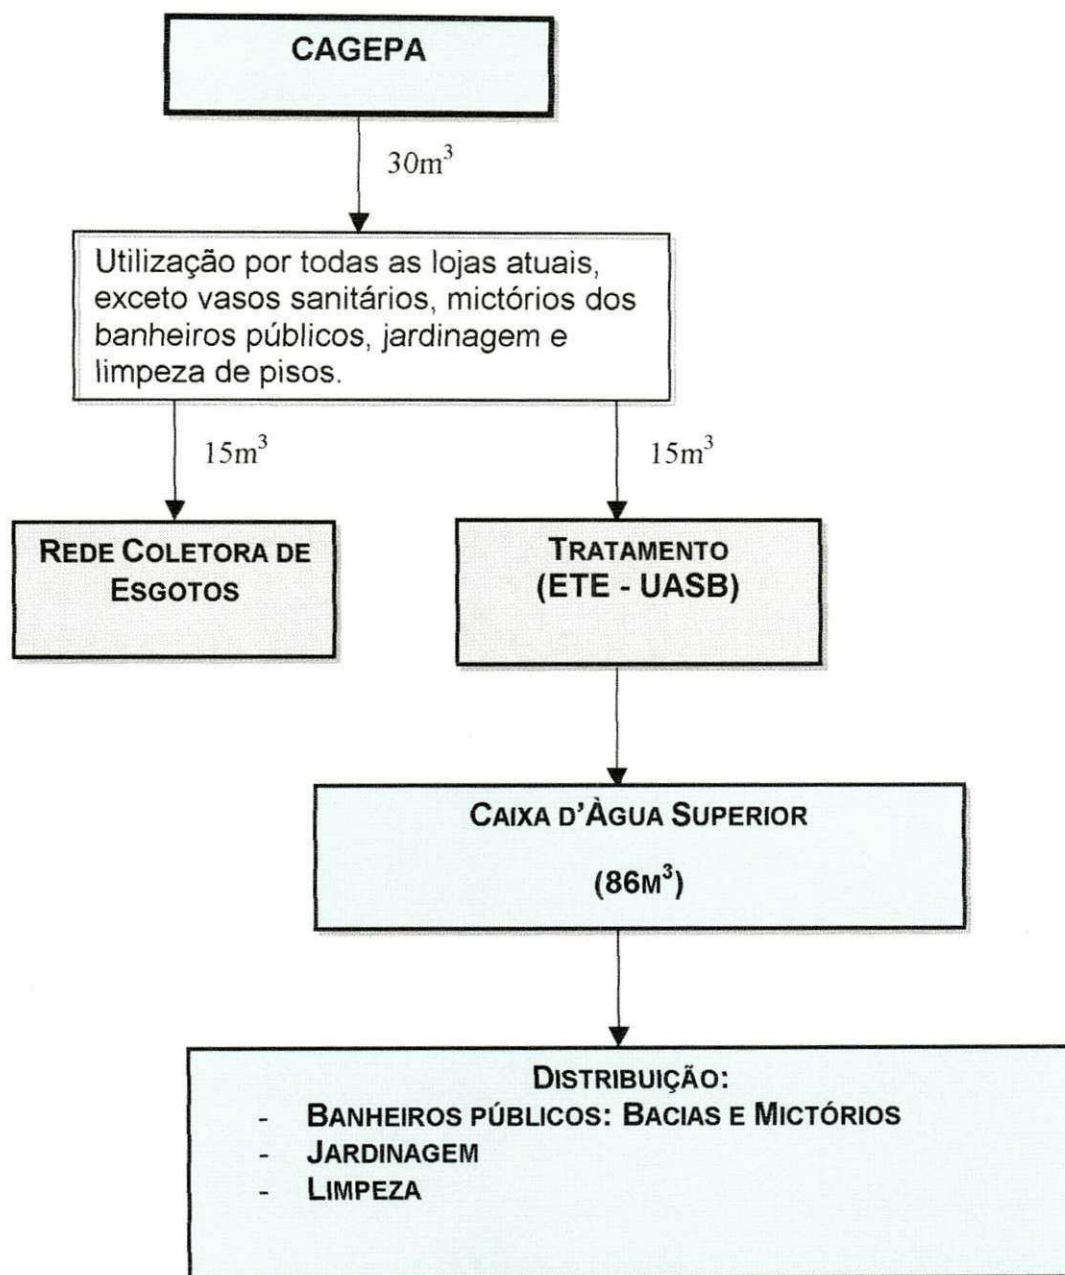 CAGEPA
30m³
Utilização por todas as lojas atuais,
exceto vasos sanitários, mictórios dos
banheiros públicos, jardinagem e
limpeza de pisos.
15m³
15m³
REDE COLETORA DE
ESGOTOS
TRATAMENTO
(ETE - UASB)
CAIXA D'ÀGUA SUPERIOR
(86M³)
DISTRIBUIÇÃO:
- BANHEIROS PÚBLICOS: BACIAS E MICTÓRIOS
- JARDINAGEM
- LIMPEZA